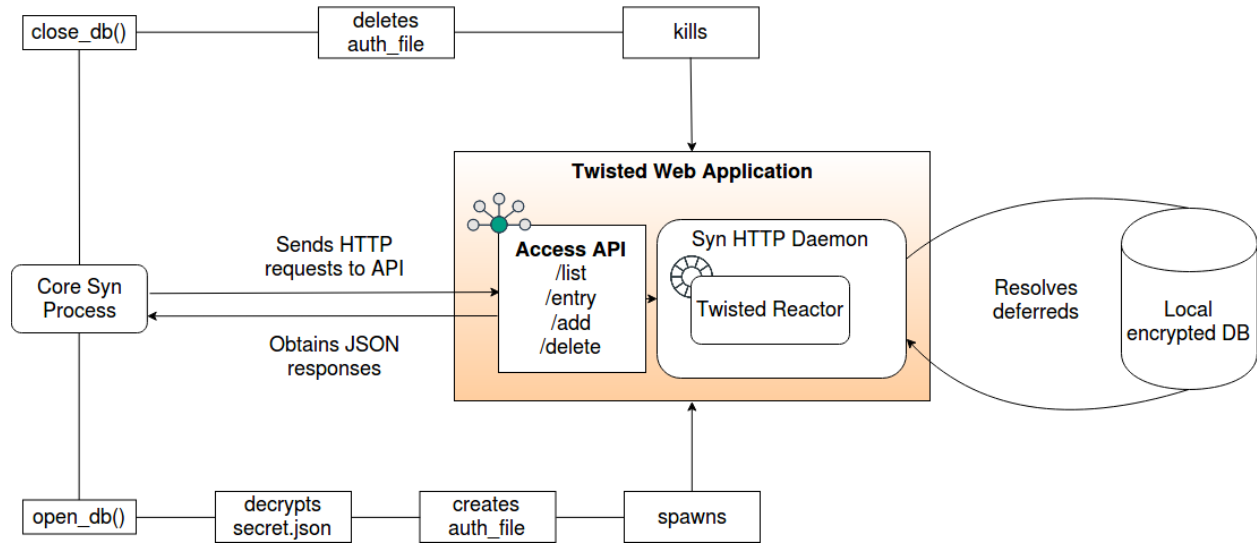 close_db()
deletes
auth_file
kills
Twisted Web Application
Sends HTTP
requests to API
Core Syn
Process
Obtains JSON
responses
Access API
/list
/entry
/add
/delete
Syn HTTP Daemon
Twisted Reactor
Resolves
deferreds
Local
encrypted DB
open_db()
decrypts
secret.json
creates
auth_file
spawns